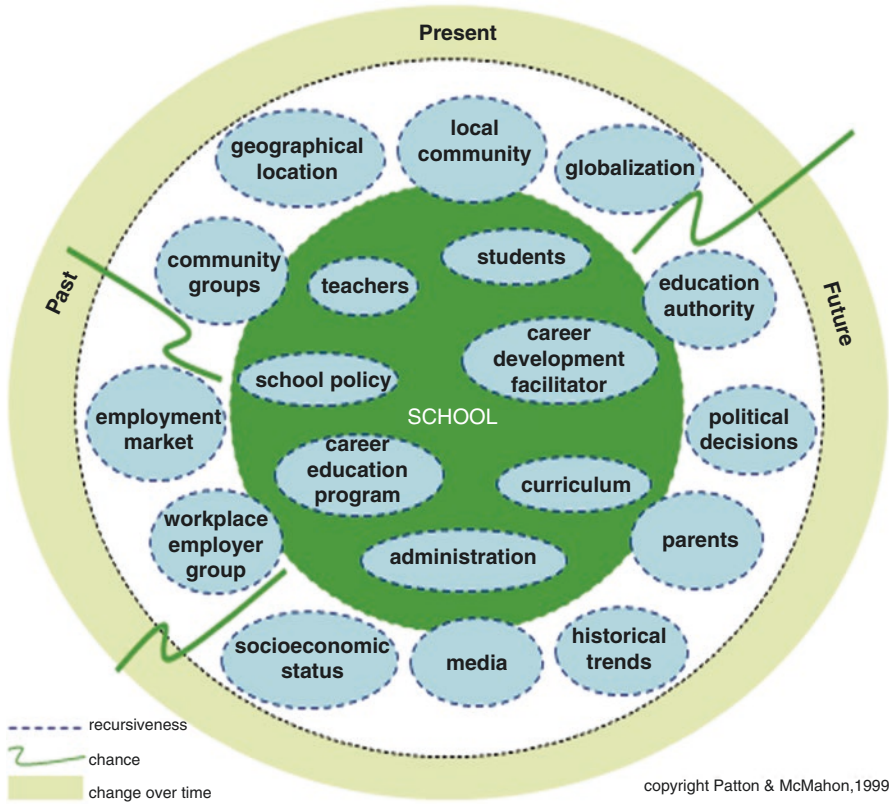 Present
geographical
location
local
community
globalization
Past
community
groups
teachers
students
education
authority
Future
career
development
facilitator
school policy
SCHOOL
employment
market
political
decisions
career
education
program
curriculum
workplace
employer
group
administration
parents
socioeconomic
status
media
historical
trends
recursiveness
chance
change over time
copyright Patton & McMahon,1999